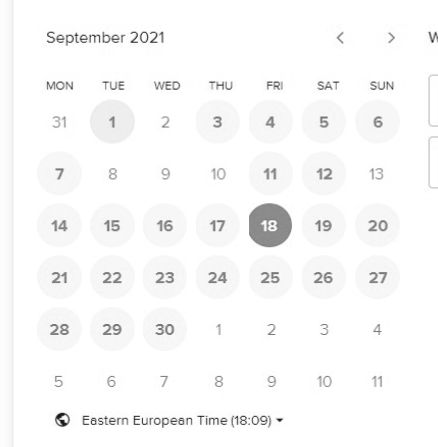 September 2021
W
MON TUE WED THU FRI SAT SUN
31 1 2 3 4 5 6
7 8 9 10 11 12 13
14 15 16 17 18 19 20
21 22 23 24 25 26 27
28 29 30 1 2 3 4
5 6 7 8 9 10 11
Eastern European Time (18:09)